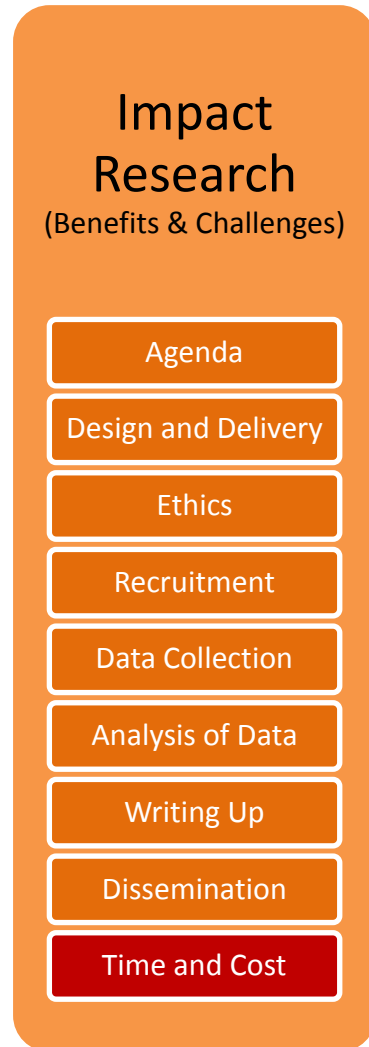 Impact
Research
(Benefits & Challenges)
Agenda
Design and Delivery
Ethics
Recruitment
Data Collection
Analysis of Data
Writing Up
Dissemination
Time and Cost